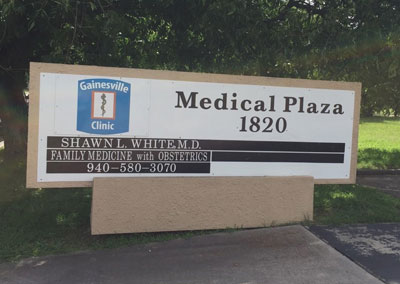 Gainesville
Clinic
Medical Plaza
1820
SHAWN L. WHITE, M.D.
FAMILY MEDICINE with OBSTETRICS
940-580-3070